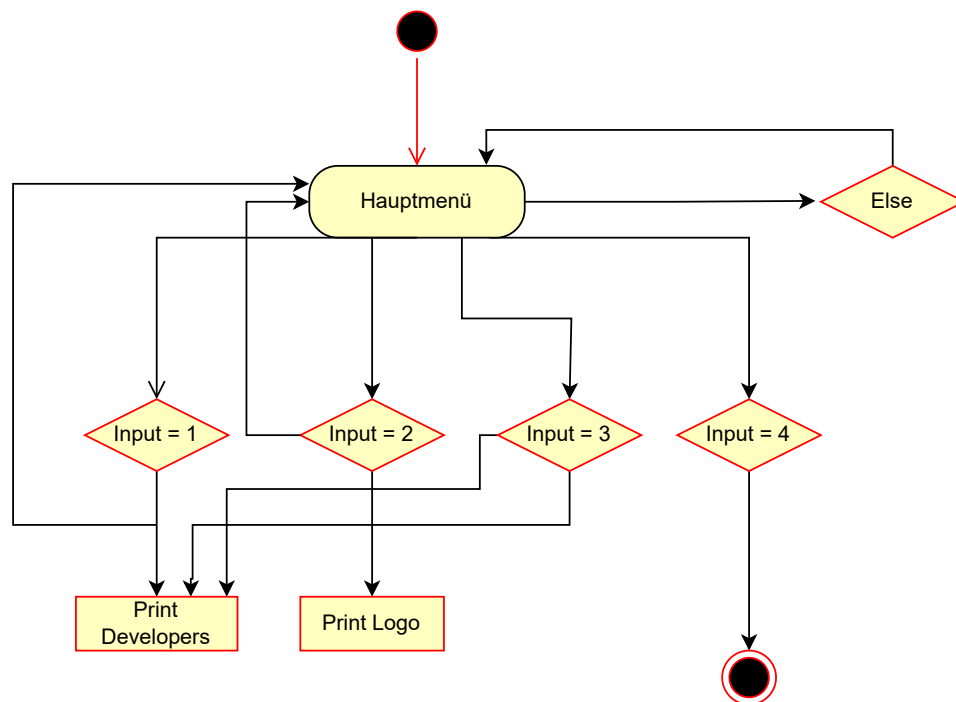 Hauptmenü
Else
Input = 1
Input = 2
Input = 3
Input = 4
Print
Developers
Print Logo